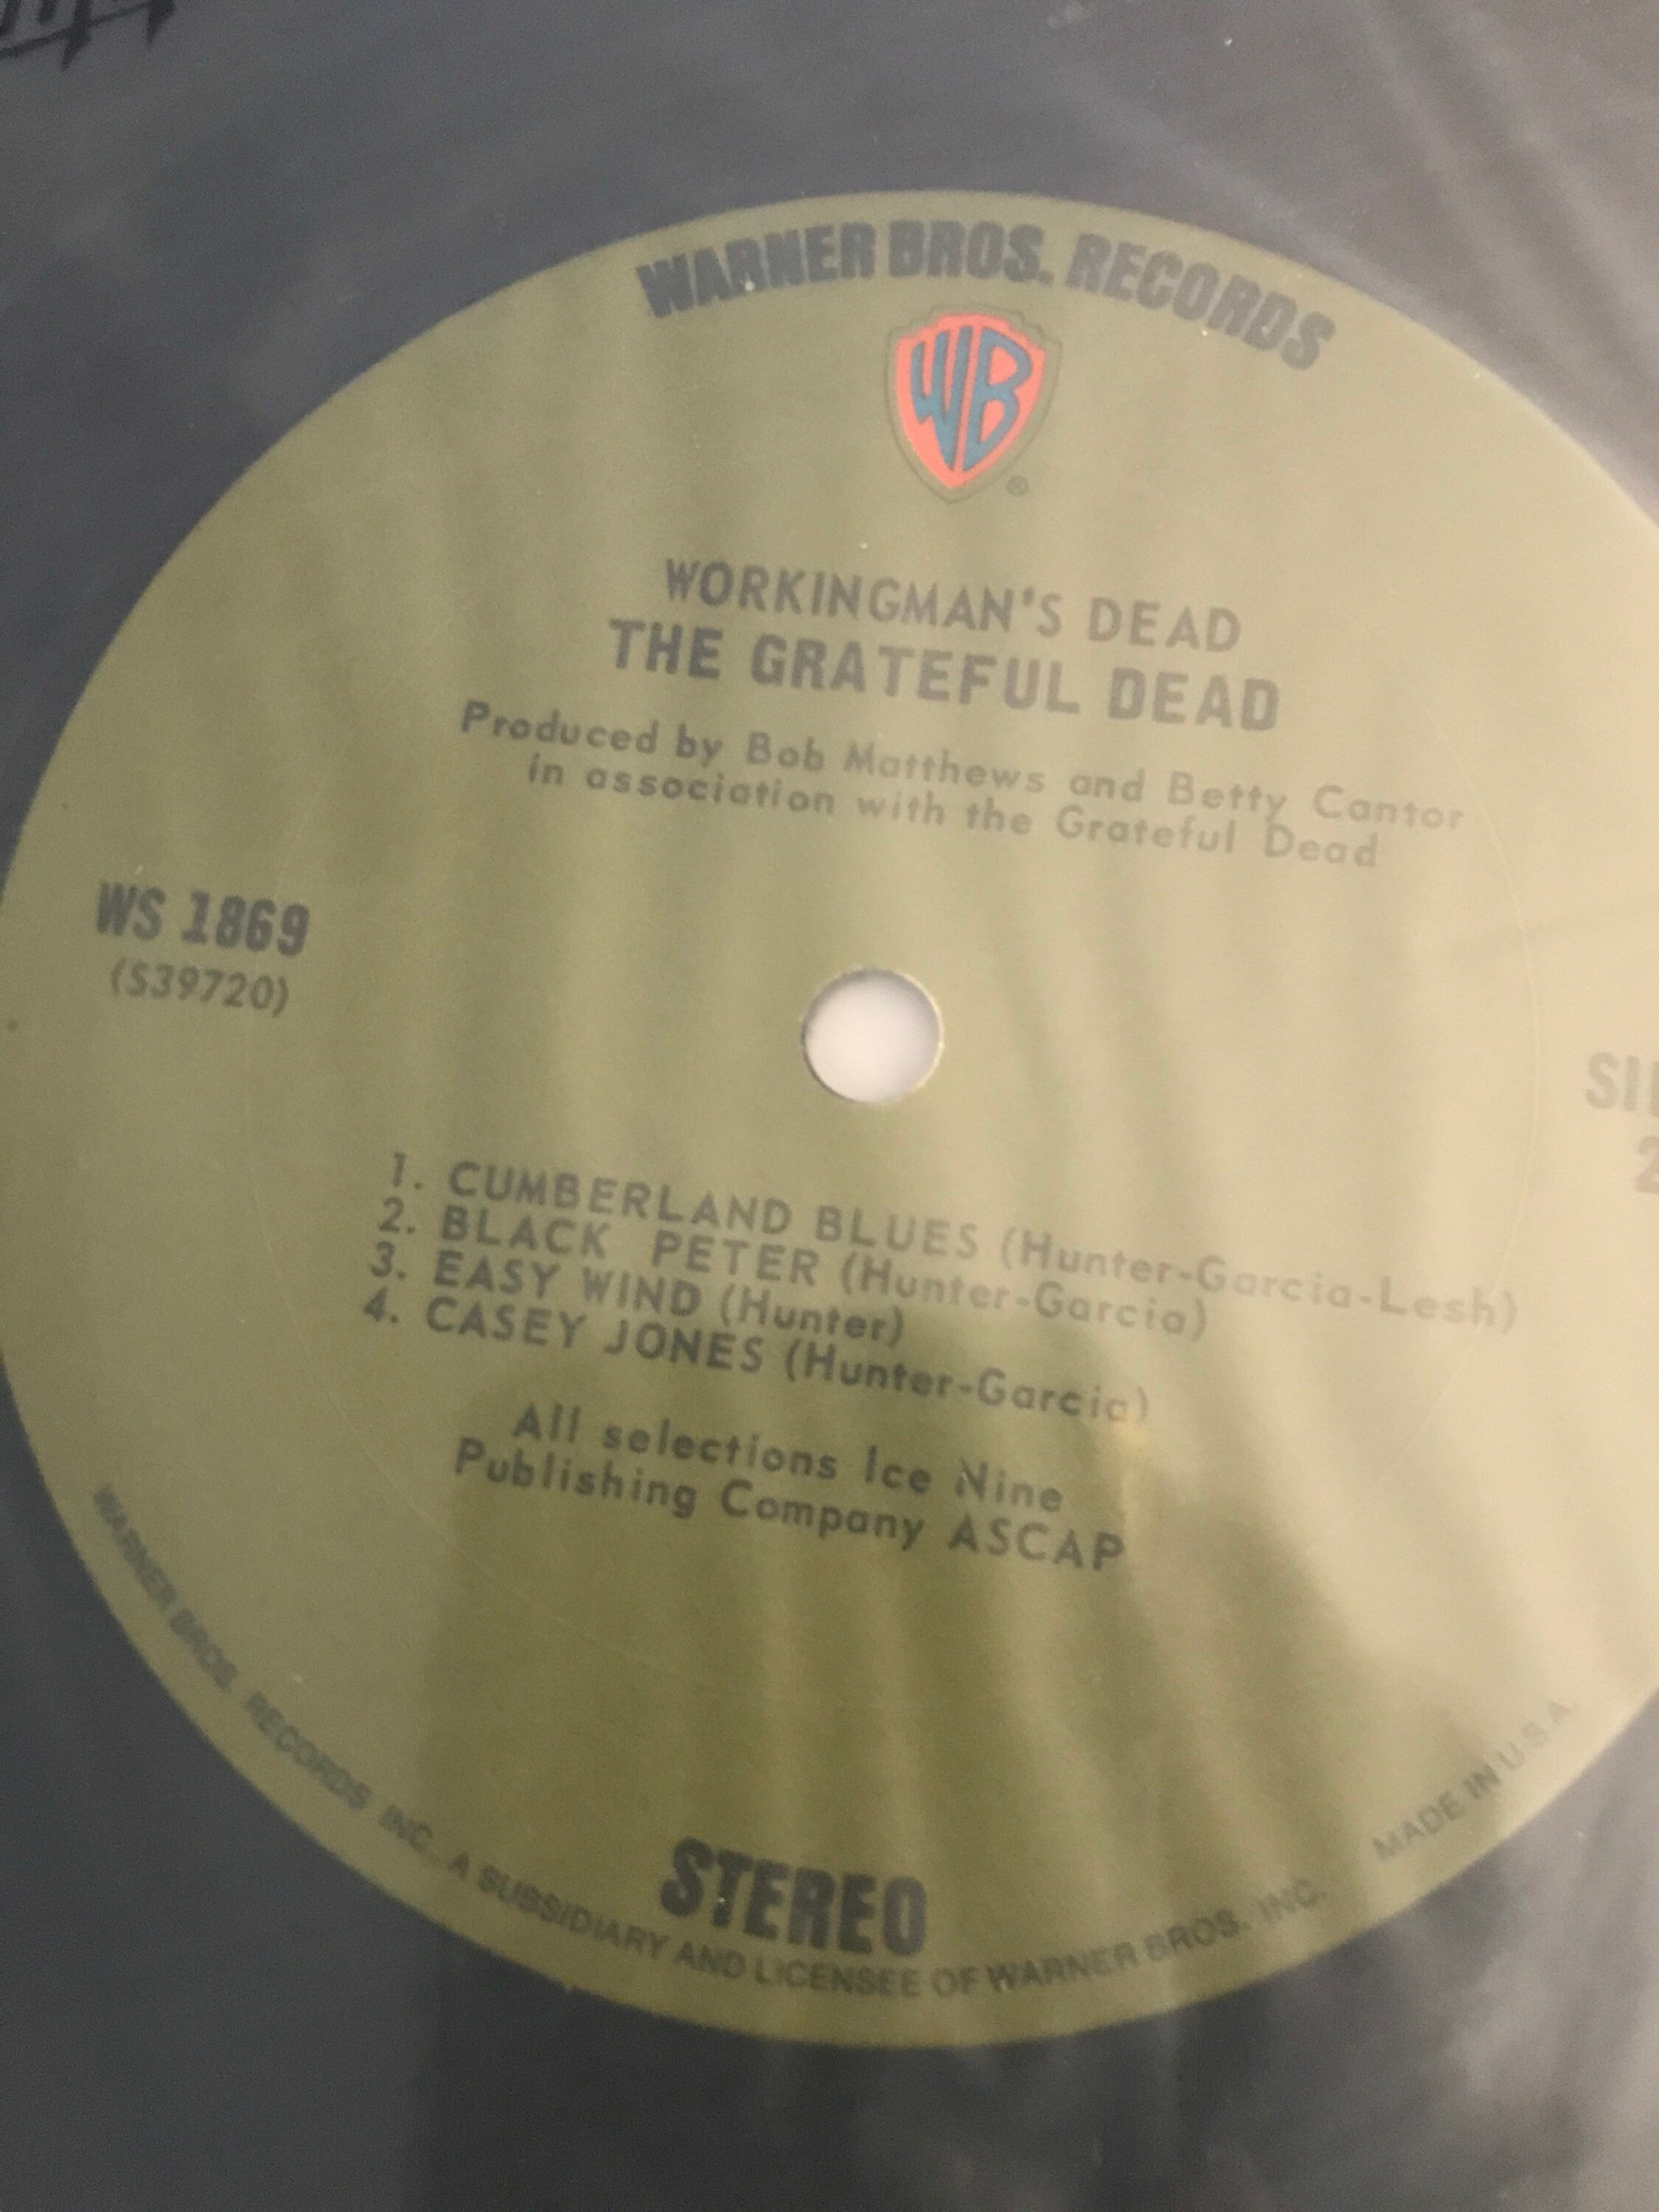 WARNER BROS. RECORDS
WB
®
WORKINGMAN'S DEAD
THE GRATEFUL DEAD
Produced by Bob Matthews and Betty Cantor
in association with the Grateful Dead
WS 1869
(S39720)
2
1. CUMBERLAND BLUES (Hunter-Garcia-Lesh)
2. BLACK PETER (Hunter-Garcia)
3. EASY WIND (Hunter)
4. CASEY JONES (Hunter-Garcia)
All selections Ice Nine
Publishing Company ASCAP
STEREO
WARNER BROS. RECORDS INC., A SUBSIDIARY AND LICENSEE OF WARNER BROS. INC. MADE IN U.S.A.